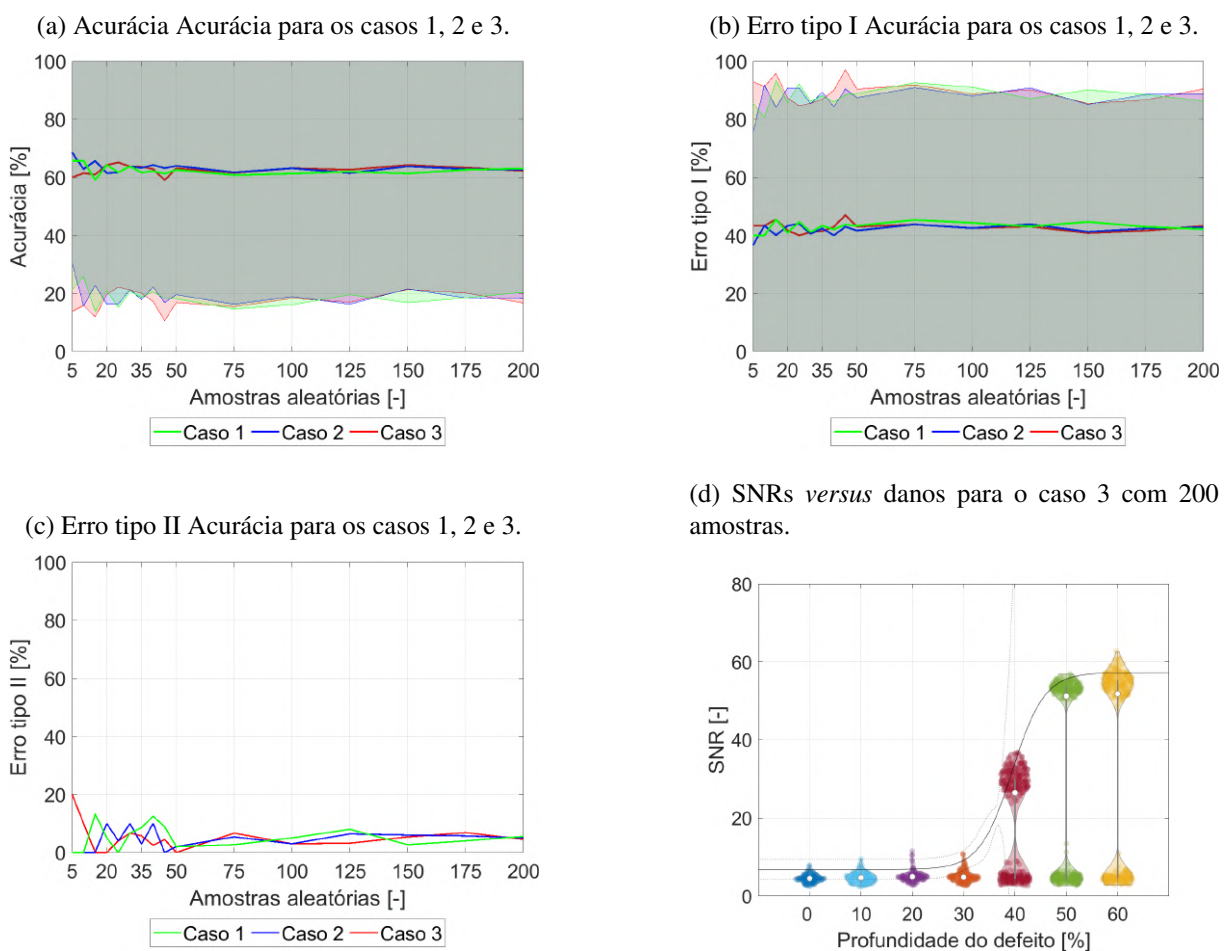 (a) Acurácia Acurácia para os casos 1, 2 e 3.
100
80
60
40
20
0
Acurácia [%]
5 20 35 50 75 100 125 150 175 200
Amostras aleatórias [-]
Caso 1 Caso 2 Caso 3
(b) Erro tipo I Acurácia para os casos 1, 2 e 3.
100
80
60
40
20
0
Erro tipo I [%]
5 20 35 50 75 100 125 150 175 200
Amostras aleatórias [-]
Caso 1 Caso 2 Caso 3
(c) Erro tipo II Acurácia para os casos 1, 2 e 3.
100
80
60
40
20
0
Erro tipo II [%]
5 20 35 50 75 100 125 150 175 200
Amostras aleatórias [-]
Caso 1 Caso 2 Caso 3
(d) SNRs versus danos para o caso 3 com 200
amostras.
80
60
40
20
0
SNR [-]
0 10 20 30 40 50 60
Profundidade do defeito [%]